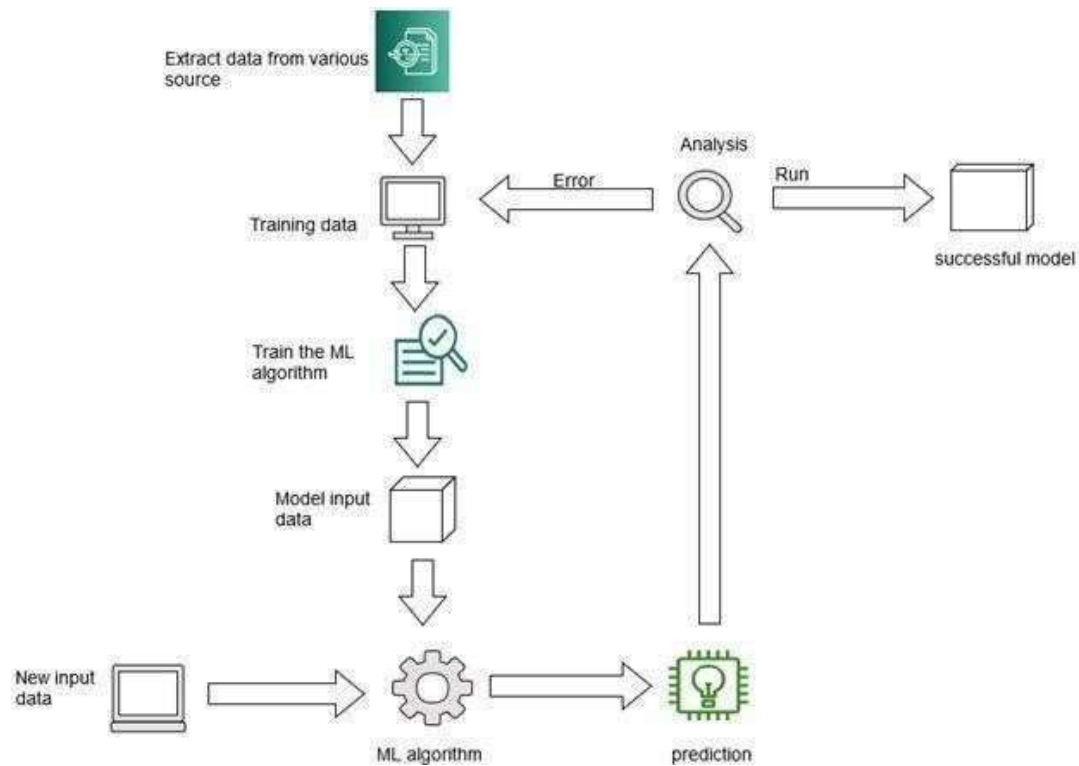 Extract data from various
source
Analysis
Error
Run
Training data
successful model
Train the ML
algorithm
Model input
data
New input
data
ML algorithm
prediction